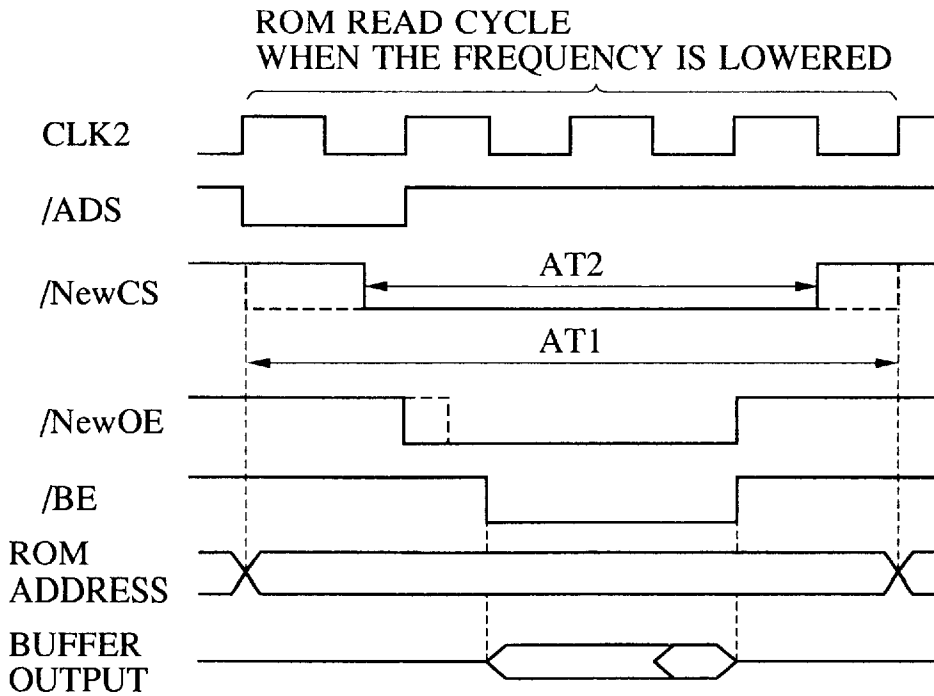 ROM READ CYCLE
WHEN THE FREQUENCY IS LOWERED
CLK2
/ADS
/NewCS
AT2
AT1
/NewOE
/BE
ROM
ADDRESS
BUFFER
OUTPUT